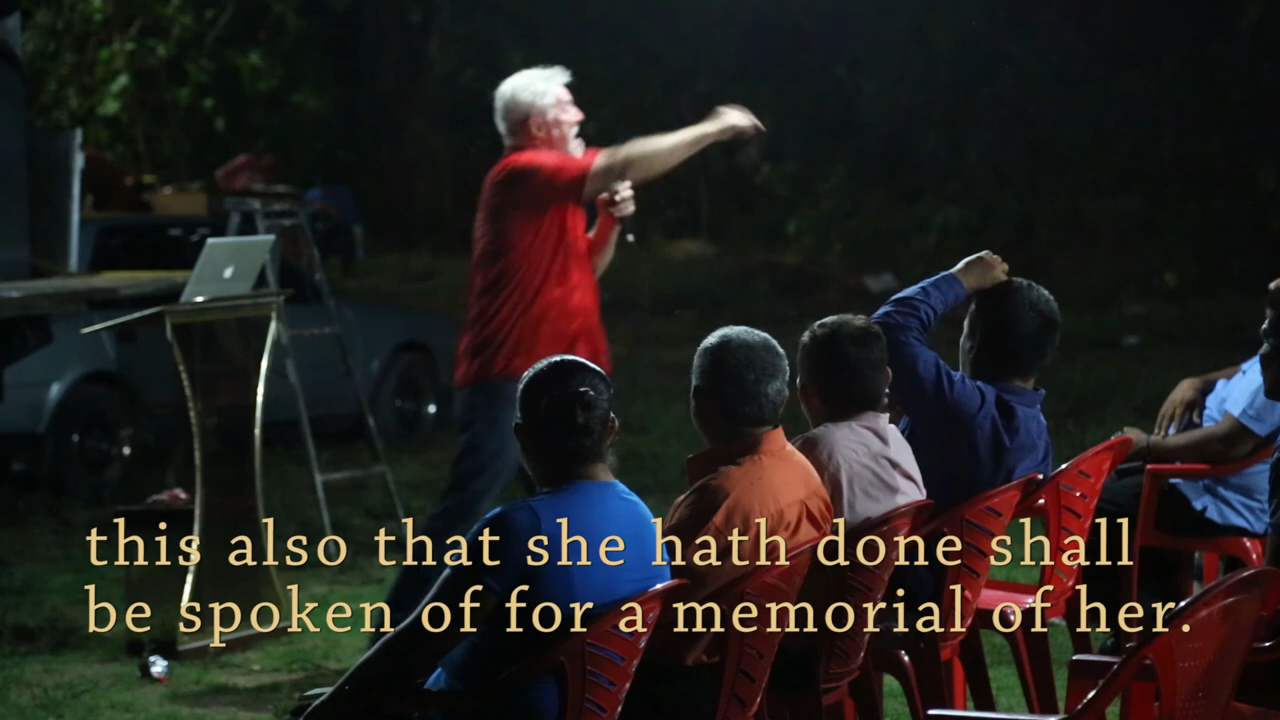 this also that she hath done shall
be spoken of for a memorial of her.